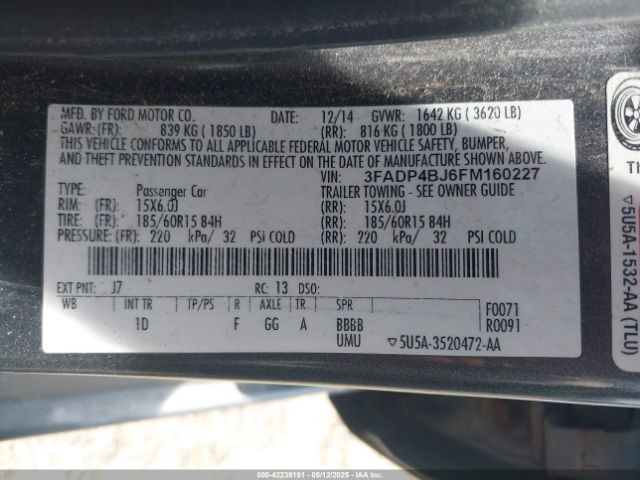 MFD. BY FORD MOTOR CO. DATE: 12/14 GVWR: 1642 KG ( 3620 LB)
GAWR: (FR): 839 KG ( 1850 LB) (RR): 816 KG ( 1800 LB)
THIS VEHICLE CONFORMS TO ALL APPLICABLE FEDERAL MOTOR VEHICLE SAFETY, BUMPER,
AND THEFT PREVENTION STANDARDS IN EFFECT ON THE DATE OF MANUFACTURE SHOWN ABOVE.
VIN: 3FADP4BJ6FM160227
TYPE: Passenger Car TRAILER TOWING - SEE OWNER GUIDE
RIM: (FR): 15X6.0J (RR): 15X6.0J
TIRE: (FR): 185/60R15 84H (RR): 185/60R15 84H
PRESSURE: (FR): 220 kPa/ 32 PSI COLD (RR): 220 kPa/ 32 PSI COLD
EXT PNT: J7 RC: 13 DSO:
WB INT TR TP/PS R AXLE TR SPR F0071
1D F GG A BBBB R0091
UMU ▽5U5A-3520472-AA
▽5U5A-1532-AA (TLU)
000-42239191 - 05/12/2025 - IAAI.COM